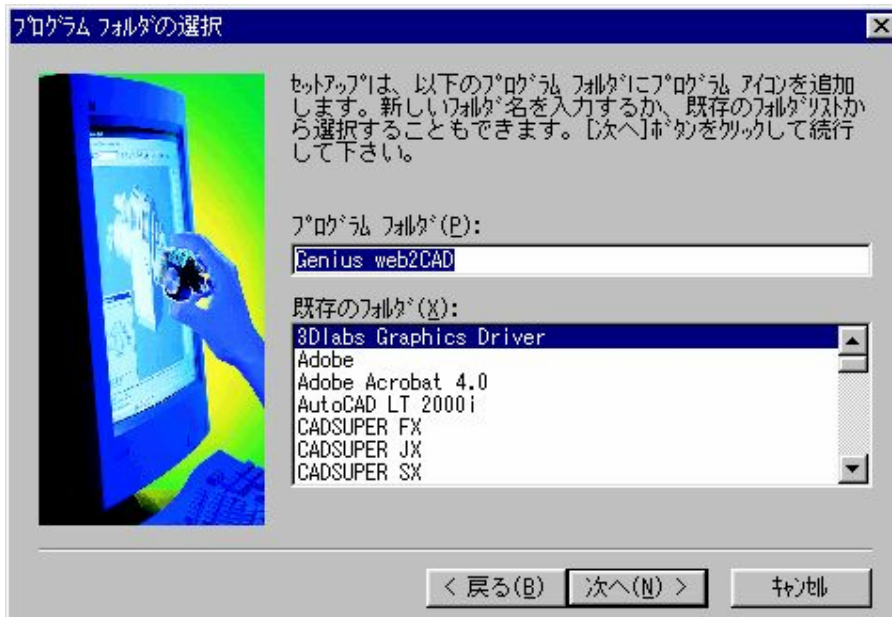 ﾌﾟﾛｸﾞﾗﾑ ﾌｫﾙﾀﾞの選択
ｾｯﾄｱｯﾌﾟは、以下のﾌﾟﾛｸﾞﾗﾑ ﾌｫﾙﾀﾞにﾌﾟﾛｸﾞﾗﾑ ｱｲｺﾝを追加
します。新しいﾌｫﾙﾀﾞ名を入力するか、既存のﾌｫﾙﾀﾞﾘｽﾄか
ら選択することもできます。[次へ]ﾎﾞﾀﾝをｸﾘｯｸして続行
して下さい。
ﾌﾟﾛｸﾞﾗﾑ ﾌｫﾙﾀﾞ(P):
Genius web2CAD
既存のﾌｫﾙﾀﾞ(X):
3Dlabs Graphics Driver
Adobe
Adobe Acrobat 4.0
AutoCAD LT 2000i
CADSUPER FX
CADSUPER JX
CADSUPER SX
< 戻る(B) 次へ(N) > ｷｬﾝｾﾙ